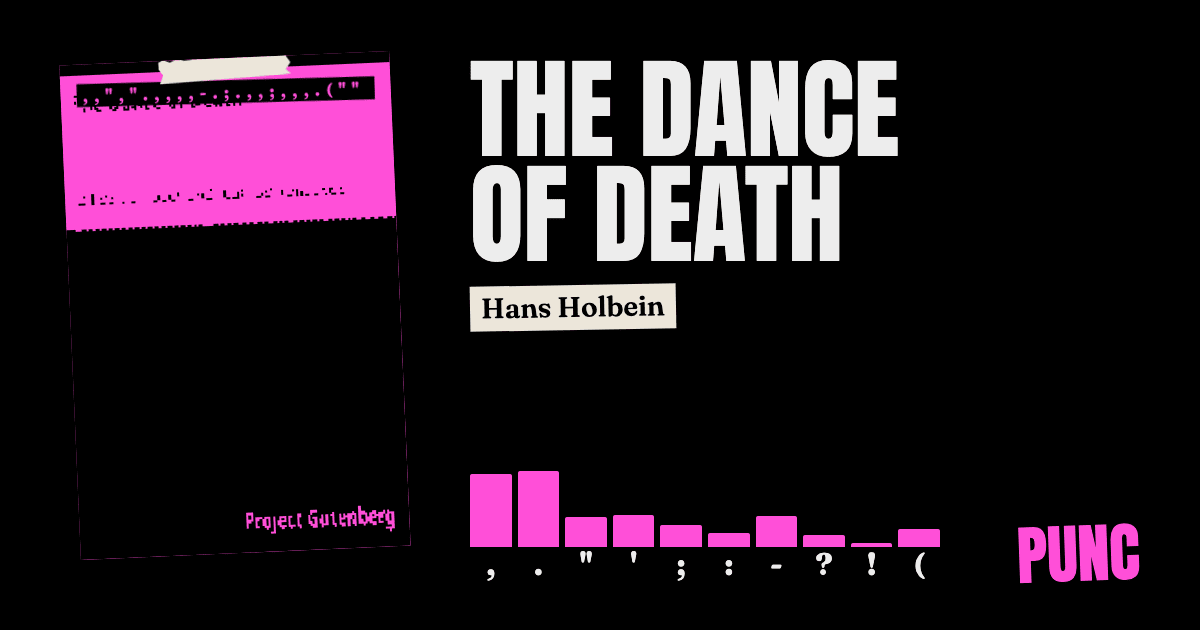 ,,",".,,,,-.;.,,;,,,.(""
Project Gutenberg
THE DANCE
OF DEATH
Hans Holbein
, . " ' ; : - ? ! (
PUNC